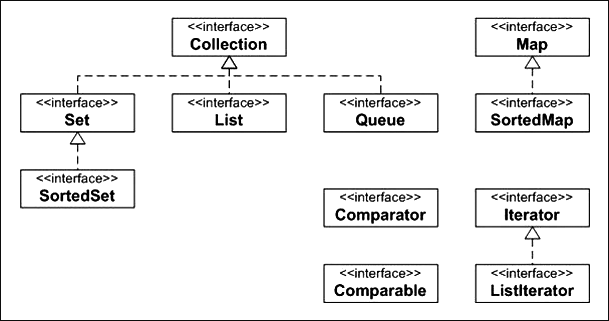 <<interface>>
Collection
<<interface>>
Map
<<interface>>
Set
<<interface>>
List
<<interface>>
Queue
<<interface>>
SortedMap
<<interface>>
SortedSet
<<interface>>
Comparator
<<interface>>
Iterator
<<interface>>
Comparable
<<interface>>
ListIterator